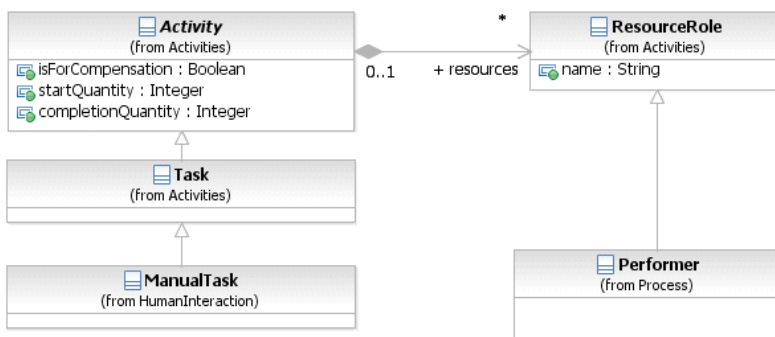 Activity
(from Activities)
isForCompensation : Boolean
startQuantity : Integer
completionQuantity : Integer
0..1
+ resources
*
ResourceRole
(from Activities)
name : String
Task
(from Activities)
ManualTask
(from HumanInteraction)
Performer
(from Process)